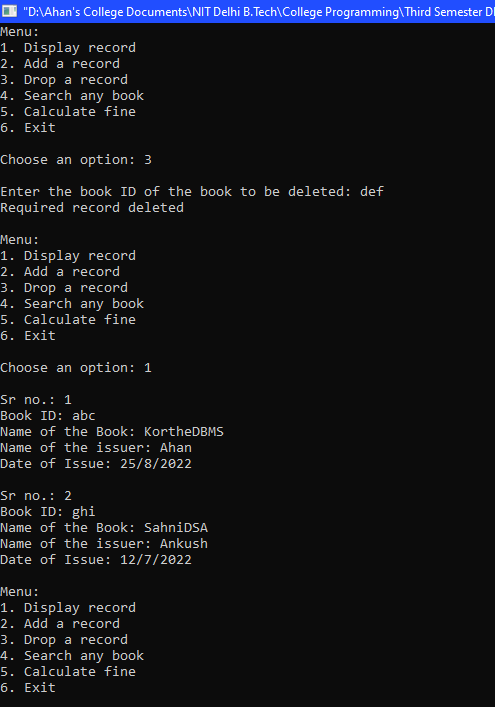 "D:\Ahan's College Documents\NIT Delhi B.Tech\College Programming\Third Semester D
Menu:
1. Display record
2. Add a record
3. Drop a record
4. Search any book
5. Calculate fine
6. Exit
Choose an option: 3
Enter the book ID of the book to be deleted: def
Required record deleted
Menu:
1. Display record
2. Add a record
3. Drop a record
4. Search any book
5. Calculate fine
6. Exit
Choose an option: 1
Sr no.: 1
Book ID: abc
Name of the Book: KortheDBMS
Name of the issuer: Ahan
Date of Issue: 25/8/2022
Sr no.: 2
Book ID: ghi
Name of the Book: SahniDSA
Name of the issuer: Ankush
Date of Issue: 12/7/2022
Menu:
1. Display record
2. Add a record
3. Drop a record
4. Search any book
5. Calculate fine
6. Exit